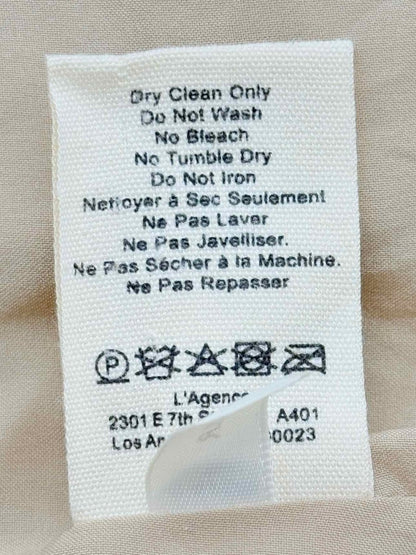 Dry Clean Only
Do Not Wash
No Bleach
No Tumble Dry
Do Not Iron
Nettoyer à Sec Seulement
Ne Pas Laver
Ne Pas Javelliser.
Ne Pas Sécher à la Machine.
Ne Pas Repasser
P
L'Agence
2301 E 7th A401
Los